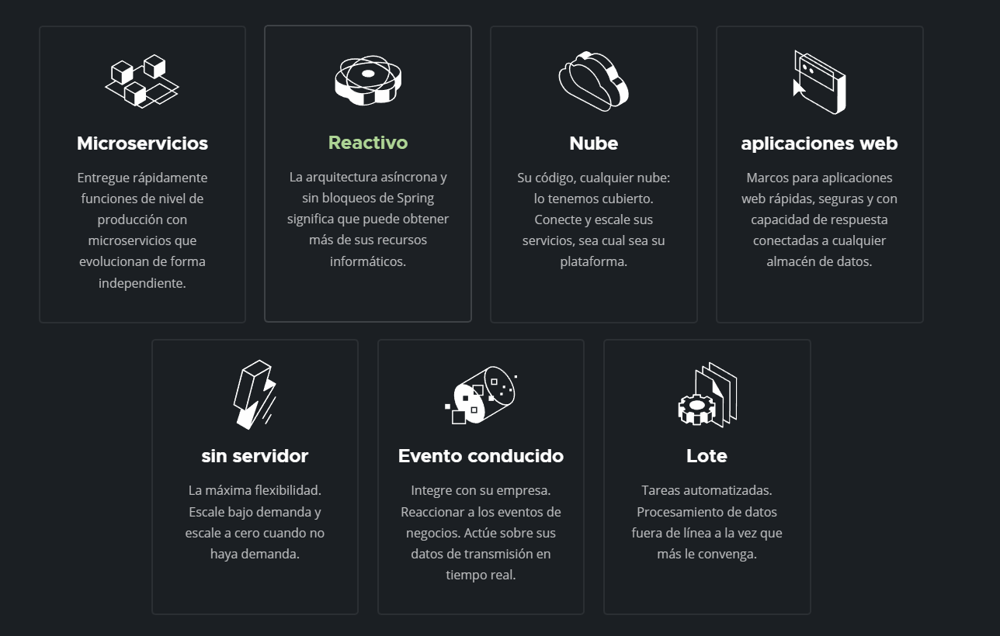 Microservicios
Entregue rápidamente
funciones de nivel de
producción con
microservicios que
evolucionan de forma
independiente.
Reactivo
La arquitectura asíncrona y
sin bloqueos de Spring
significa que puede obtener
más de sus recursos
informáticos.
Nube
Su código, cualquier nube:
lo tenemos cubierto.
Conecte y escale sus
servicios, sea cual sea su
plataforma.
aplicaciones web
Marcos para aplicaciones
web rápidas, seguras y con
capacidad de respuesta
conectadas a cualquier
almacén de datos.
sin servidor
La máxima flexibilidad.
Escale bajo demanda y
escale a cero cuando no
haya demanda.
Evento conducido
Integre con su empresa.
Reaccionar a los eventos de
negocios. Actúe sobre sus
datos de transmisión en
tiempo real.
Lote
Tareas automatizadas.
Procesamiento de datos
fuera de línea a la vez que
más le convenga.